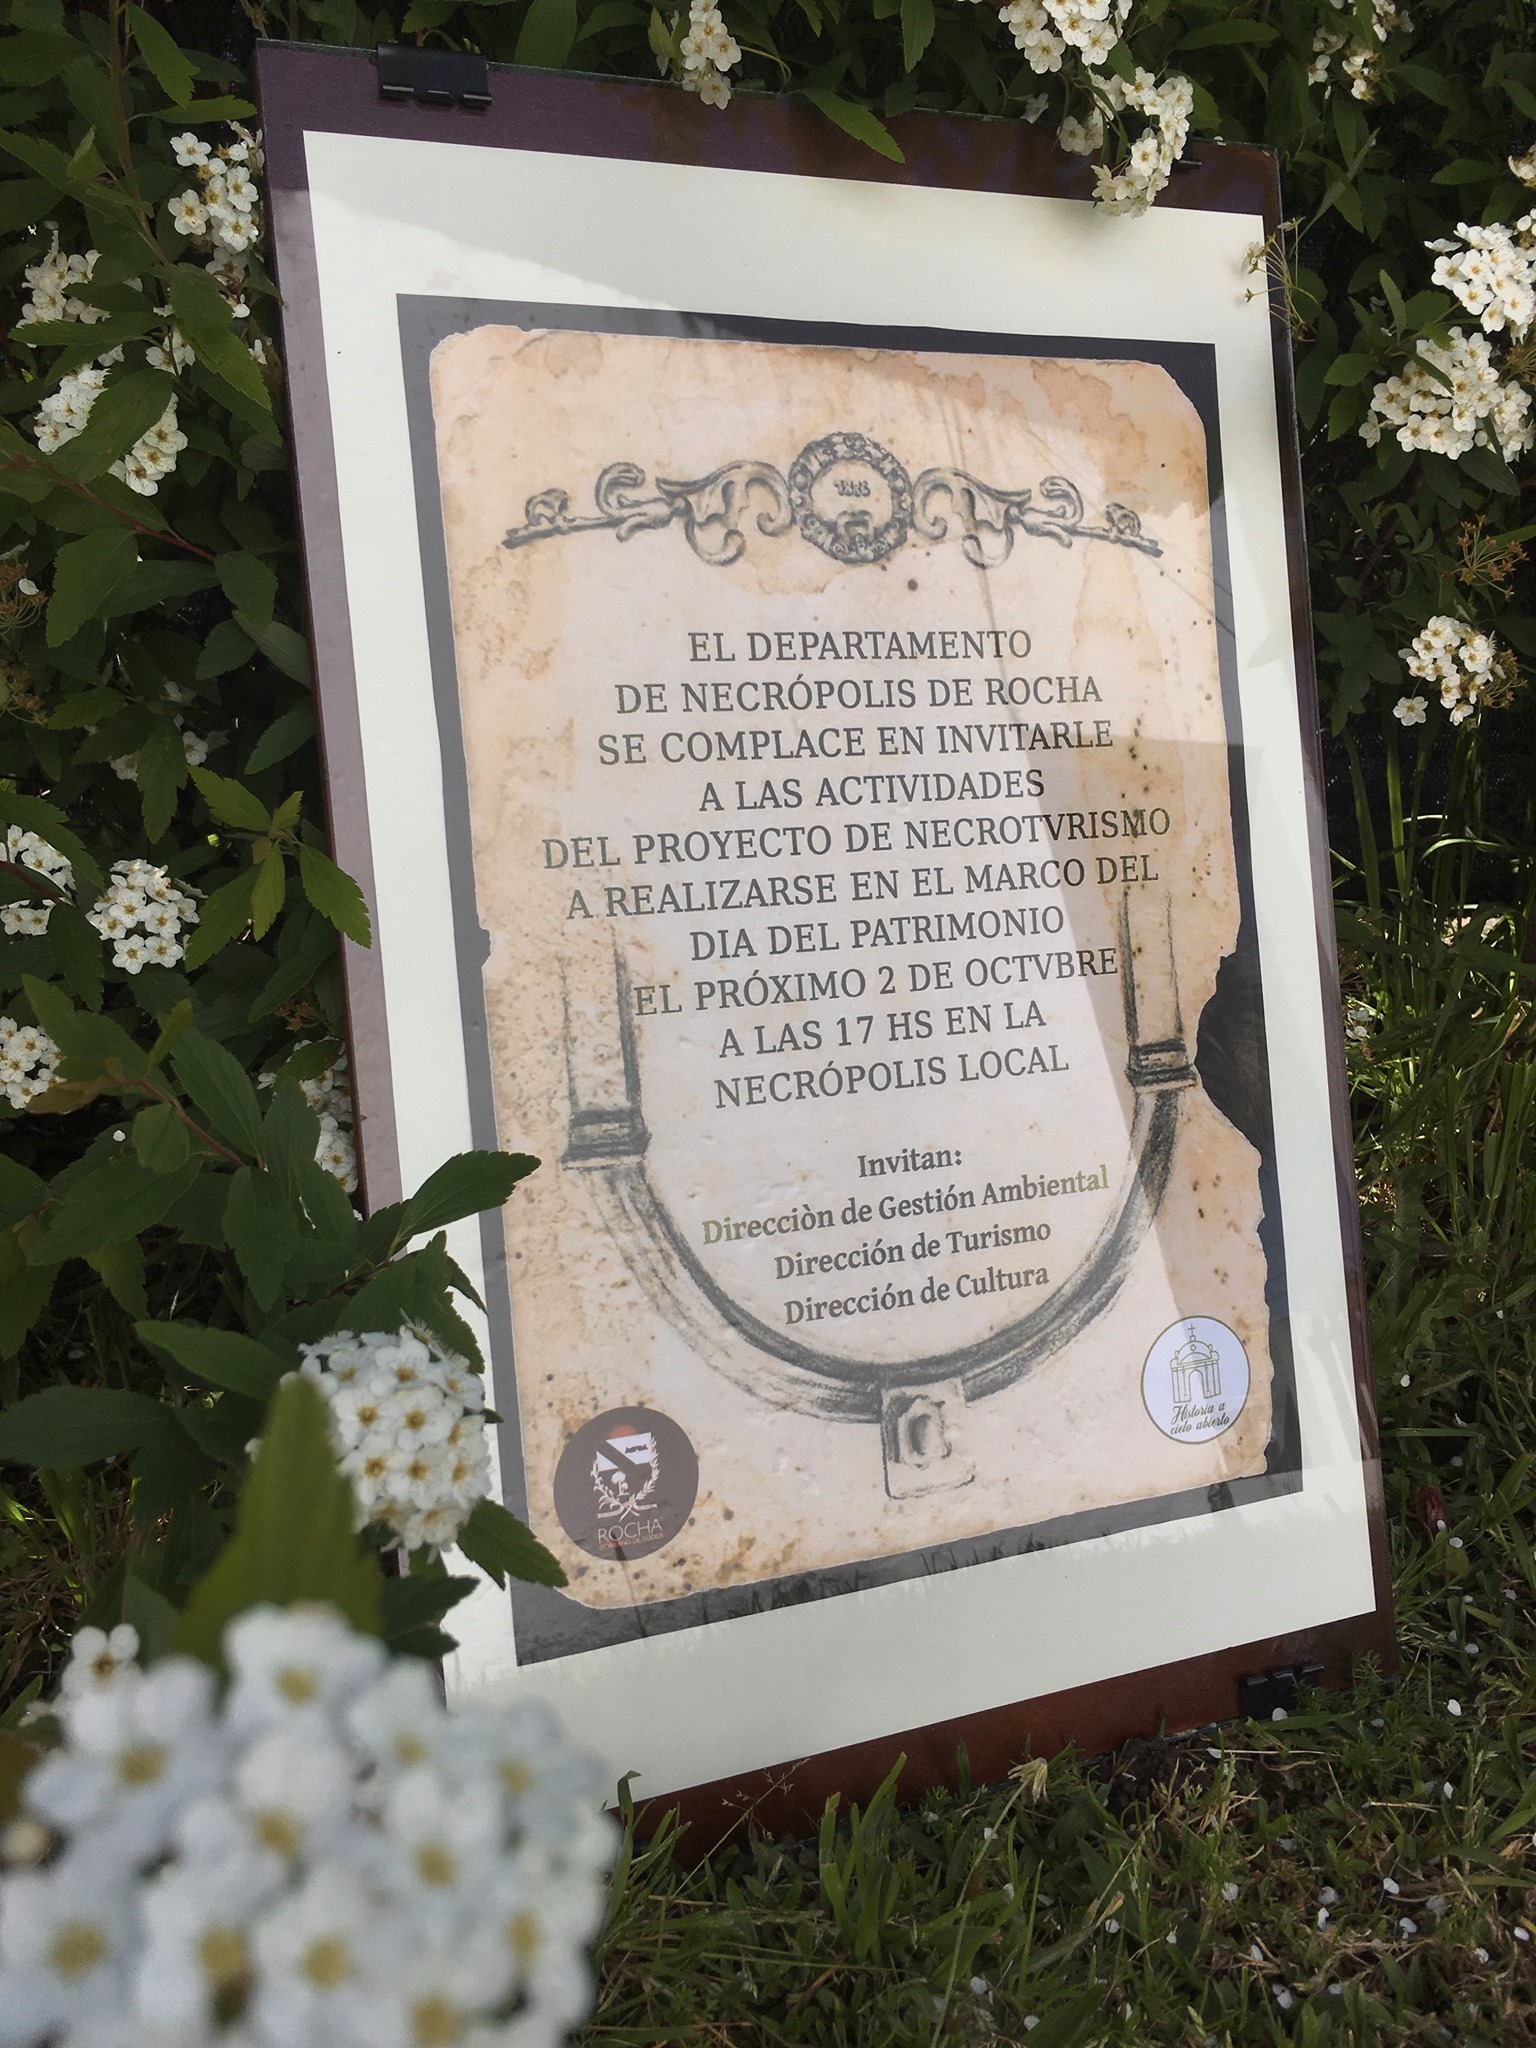 EL DEPARTAMENTO
DE NECRÓPOLIS DE ROCHA
SE COMPLACE EN INVITARLE
A LAS ACTIVIDADES
DEL PROYECTO DE NECROTVRISMO
A REALIZARSE EN EL MARCO DEL
DIA DEL PATRIMONIO
EL PRÓXIMO 2 DE OCTVBRE
A LAS 17 HS EN LA
NECRÓPOLIS LOCAL
Invitan:
Direcciòn de Gestión Ambiental
Dirección de Turismo
Dirección de Cultura
Historia a
cielo abierto
ROCHA